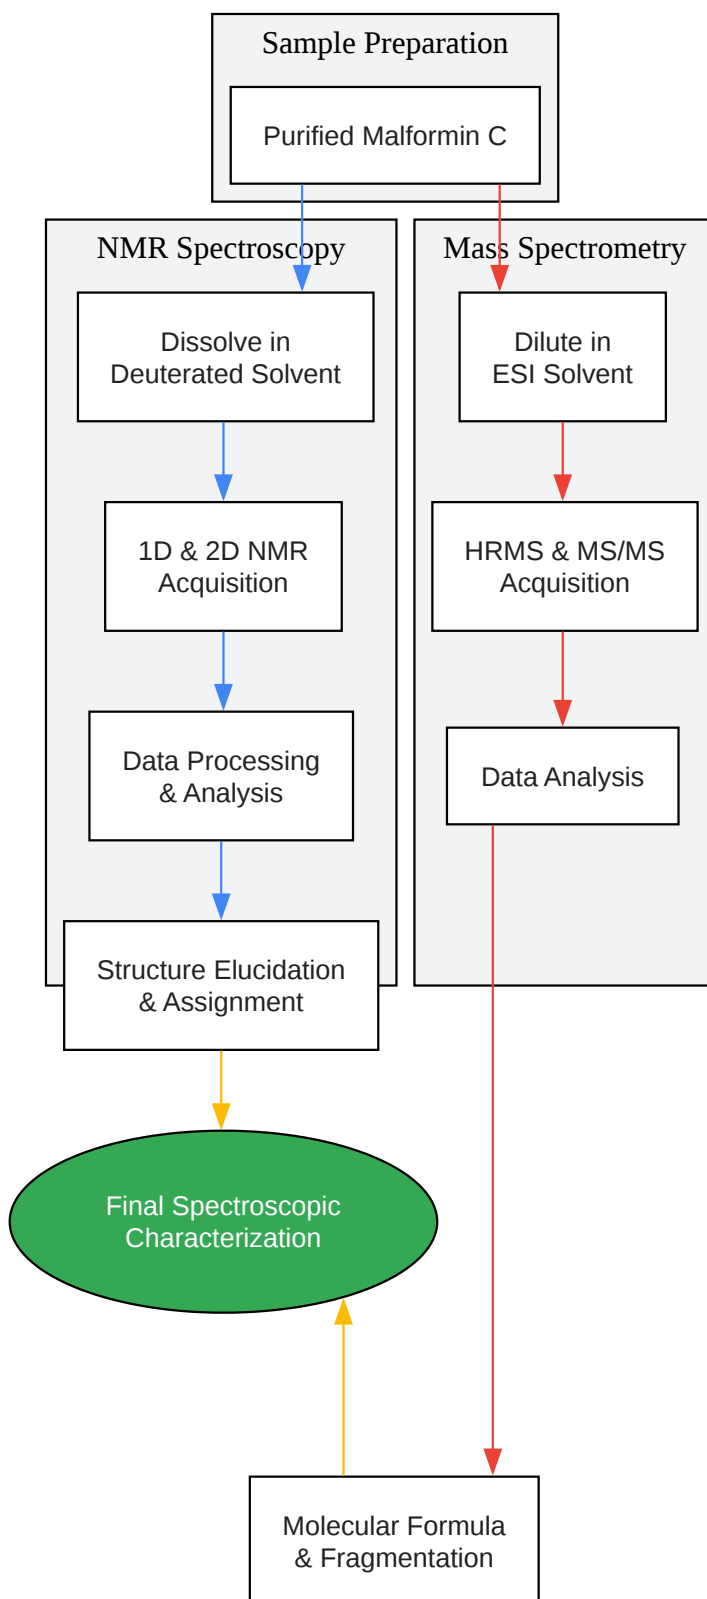 Sample Preparation
Purified Malformin C
NMR Spectroscopy
Dissolve in
Deuterated Solvent
1D & 2D NMR
Acquisition
Data Processing
& Analysis
Structure Elucidation
& Assignment
Mass Spectrometry
Dilute in
ESI Solvent
HRMS & MS/MS
Acquisition
Data Analysis
Final Spectroscopic
Characterization
Molecular Formula
& Fragmentation